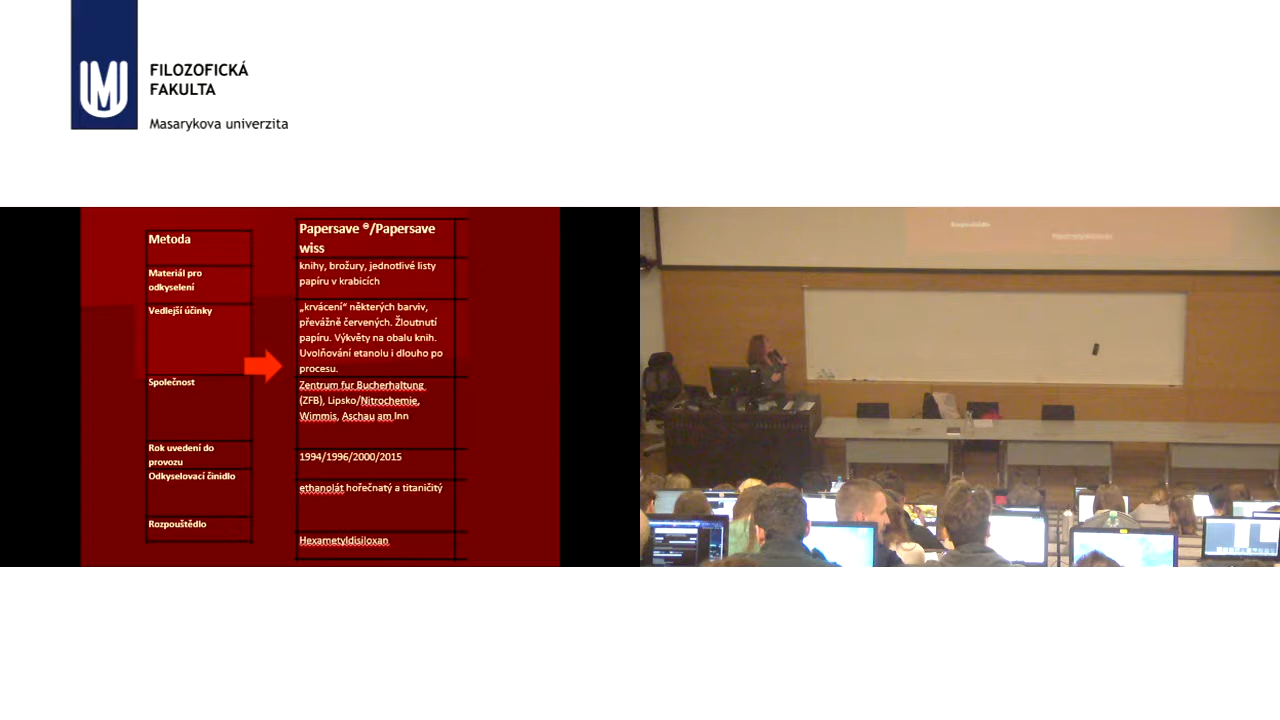 FILOZOFICKÁ
FAKULTA
Masarykova univerzita
Metoda
Materiál pro
odkyselení
Vedlejší účinky
Společnost
Rok uvedení do
provozu
Odkyselovací činidlo
Rozpouštědlo
Papersave ®/Papersave
wiss
knihy, brožury, jednotlivé listy
papíru v krabicích
„krvácení“ některých barviv,
převážně červených. Žloutnutí
papíru. Výkvěty na obalu knih.
Uvolňování etanolu i dlouho po
procesu.
Zentrum fur Bucherhaltung
(ZFB), Lipsko/Nitrochemie,
Wimmis, Aschau am Inn
1994/1996/2000/2015
ethanolát hořečnatý a titaničitý
Hexametyldisiloxan